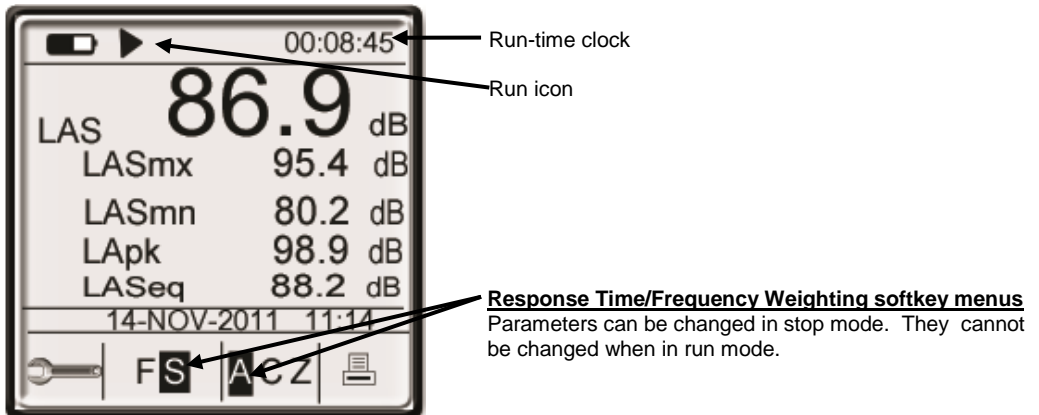 00:08:45
Run-time clock
Run icon
LAS 86.9 dB
LASmx 95.4 dB
LASmn 80.2 dB
LApk 98.9 dB
LASeq 88.2 dB
14-NOV-2011 11:14
F S A C Z
Response Time/Frequency Weighting softkey menus
Parameters can be changed in stop mode. They cannot
be changed when in run mode.